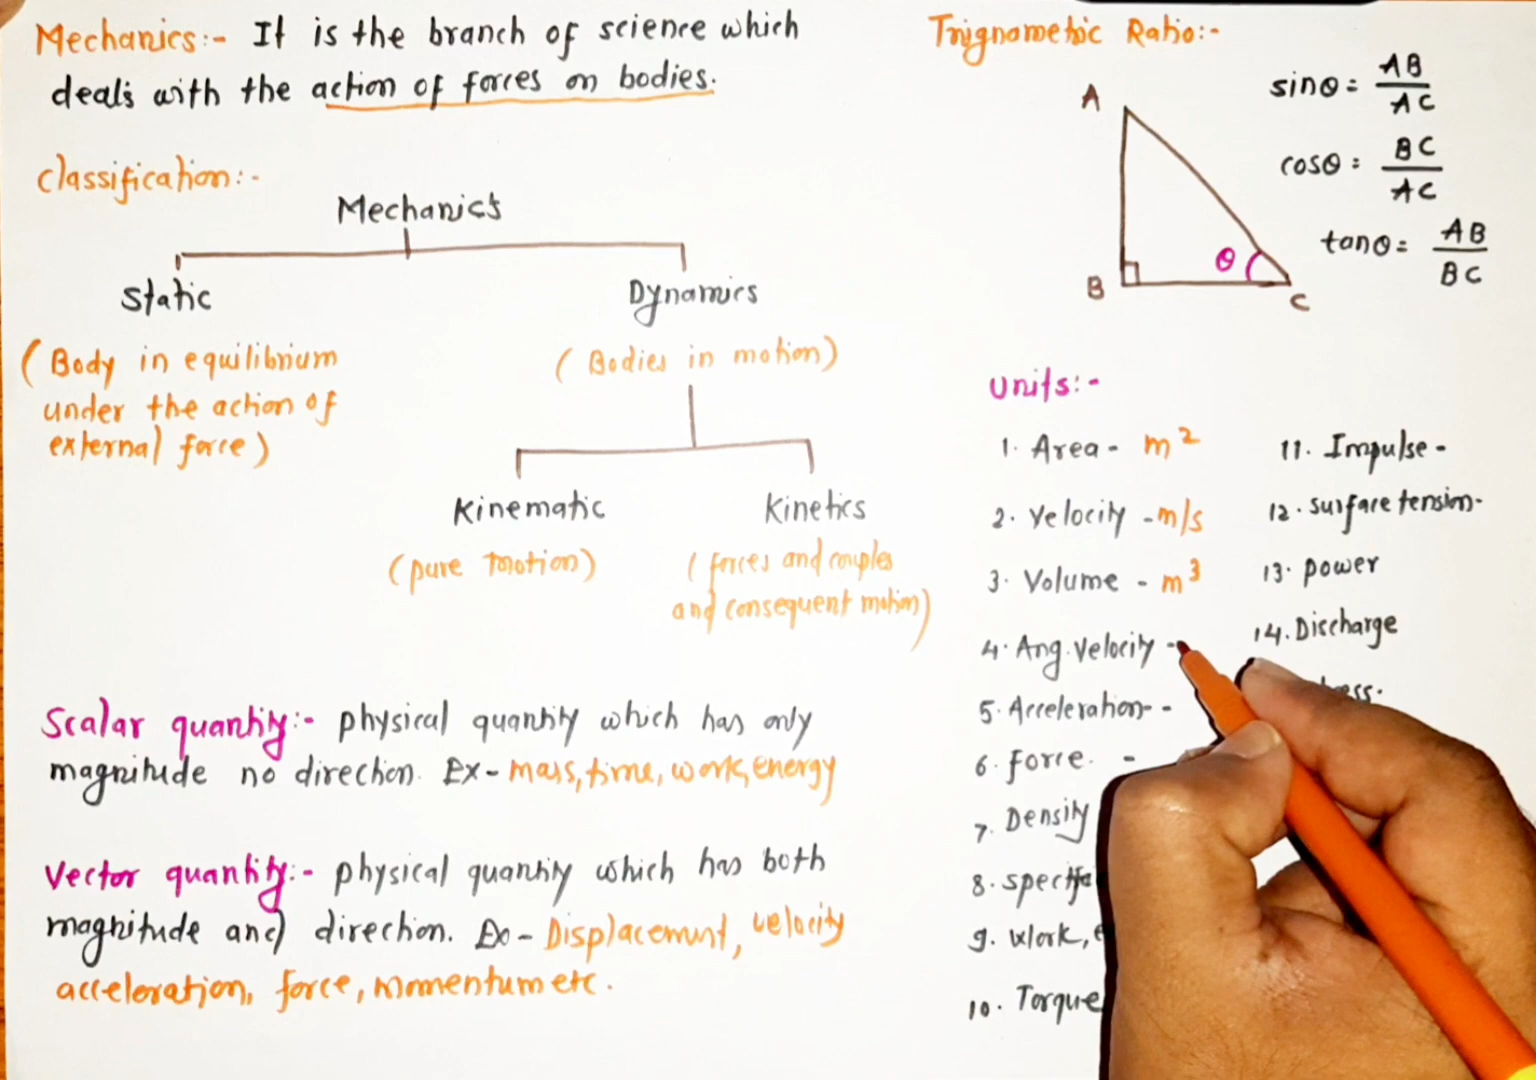 Mechanics:- It is the branch of science which
deals with the action of forces on bodies.
Classification:-
Mechanics
Static
Dynamics
(Body in equilibrium
under the action of
external force)
(Bodies in motion)
Kinematic
Kinetics
(pure motion)
(forces and couples
and consequent motion)
Scalar quantity:- physical quantity which has only
magnitude no direction. Ex- mass, time, work, energy
Vector quantity:- physical quantity which has both
magnitude and direction. Ex- Displacement, velocity
acceleration, force, momentum etc.
Trignometic Ratio:-
A
B
C
θ
sinθ = AB
AC
cosθ = BC
AC
tanθ = AB
BC
Units:-
1. Area - m²
2. Velocity - m/s
3. Volume - m³
4. Ang. Velocity -
5. Acceleration -
6. force -
7. Density
8.
9. Work,
10. Torque
11. Impulse -
12. surface tension-
13. power
14. Discharge